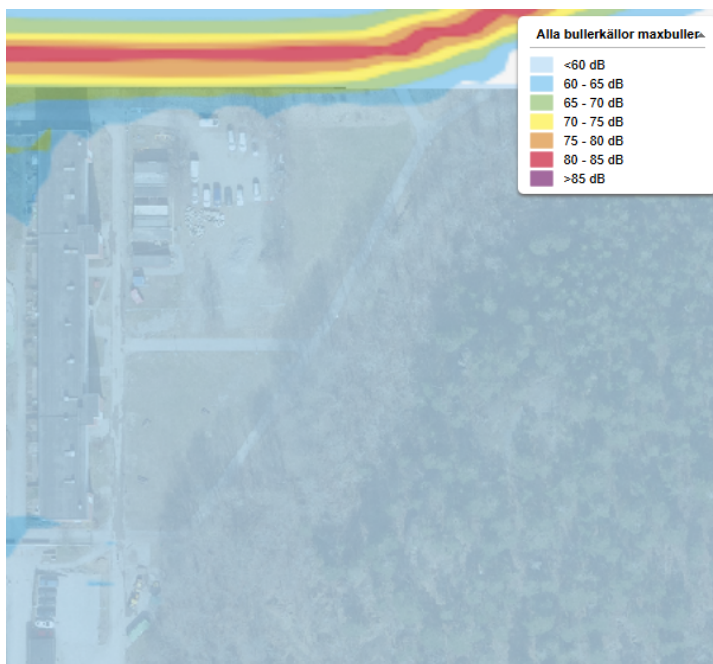 Alla bullerkällor maxbuller
<60 dB
60 - 65 dB
65 - 70 dB
70 - 75 dB
75 - 80 dB
80 - 85 dB
>85 dB